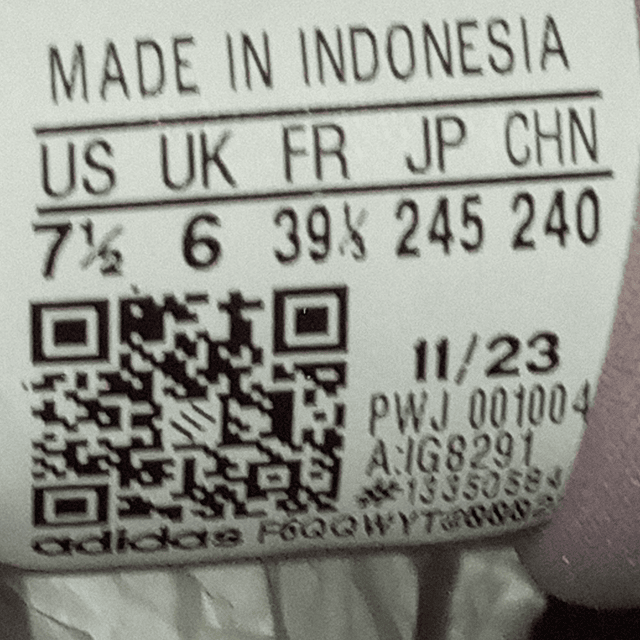 MADE IN INDONESIA
US UK FR JP CHN
7½ 6 39⅓ 245 240
11/23
PWJ 001004
A:IG8291
adidas